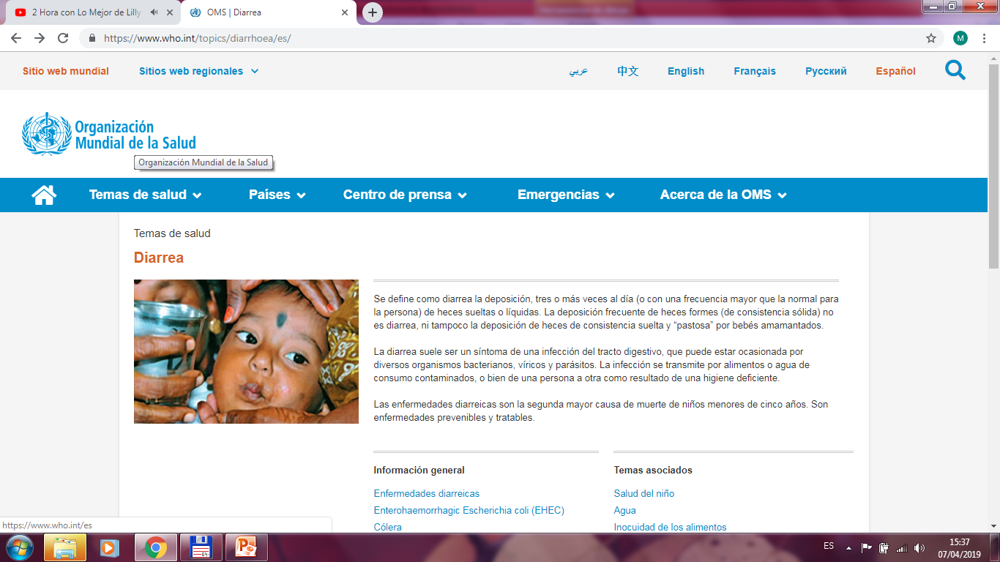 2 Hora con Lo Mejor de Lilly
OMS | Diarrea
https://www.who.int/topics/diarrhoea/es/
M
Sitio web mundial
Sitios web regionales
عربي
中文
English
Français
Русский
Español
Organización
Mundial de la Salud
Organización Mundial de la Salud
Temas de salud
Países
Centro de prensa
Emergencias
Acerca de la OMS
Temas de salud
Diarrea
Se define como diarrea la deposición, tres o más veces al día (o con una frecuencia mayor que la normal para
la persona) de heces sueltas o líquidas. La deposición frecuente de heces formes (de consistencia sólida) no
es diarrea, ni tampoco la deposición de heces de consistencia suelta y “pastosa” por bebés amamantados.
La diarrea suele ser un síntoma de una infección del tracto digestivo, que puede estar ocasionada por
diversos organismos bacterianos, víricos y parásitos. La infección se transmite por alimentos o agua de
consumo contaminados, o bien de una persona a otra como resultado de una higiene deficiente.
Las enfermedades diarreicas son la segunda mayor causa de muerte de niños menores de cinco años. Son
enfermedades prevenibles y tratables.
Información general
Enfermedades diarreicas
Enterohaemorrhagic Escherichia coli (EHEC)
Cólera
Temas asociados
Salud del niño
Agua
Inocuidad de los alimentos
https://www.who.int/es
64
P
ES
15:37
07/04/2019